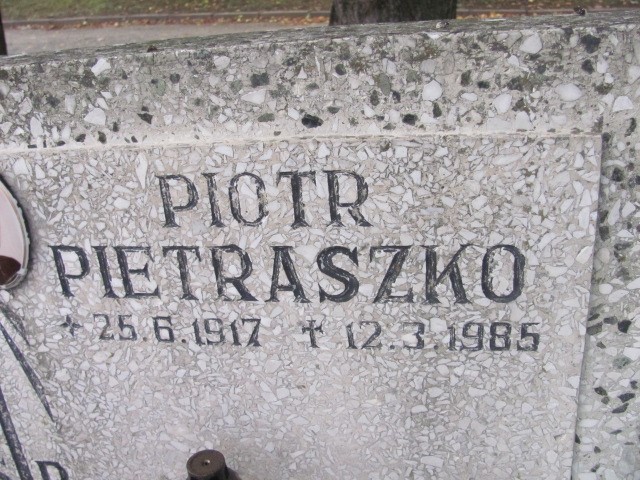 PIOTR
PIETRASZKO
* 25.6.1917 † 12.3.1985